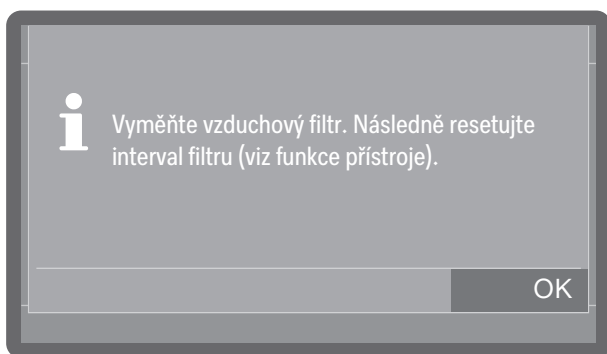 Vyměňte vzduchový filtr. Následně resetujte
interval filtru (viz funkce přístroje).
OK